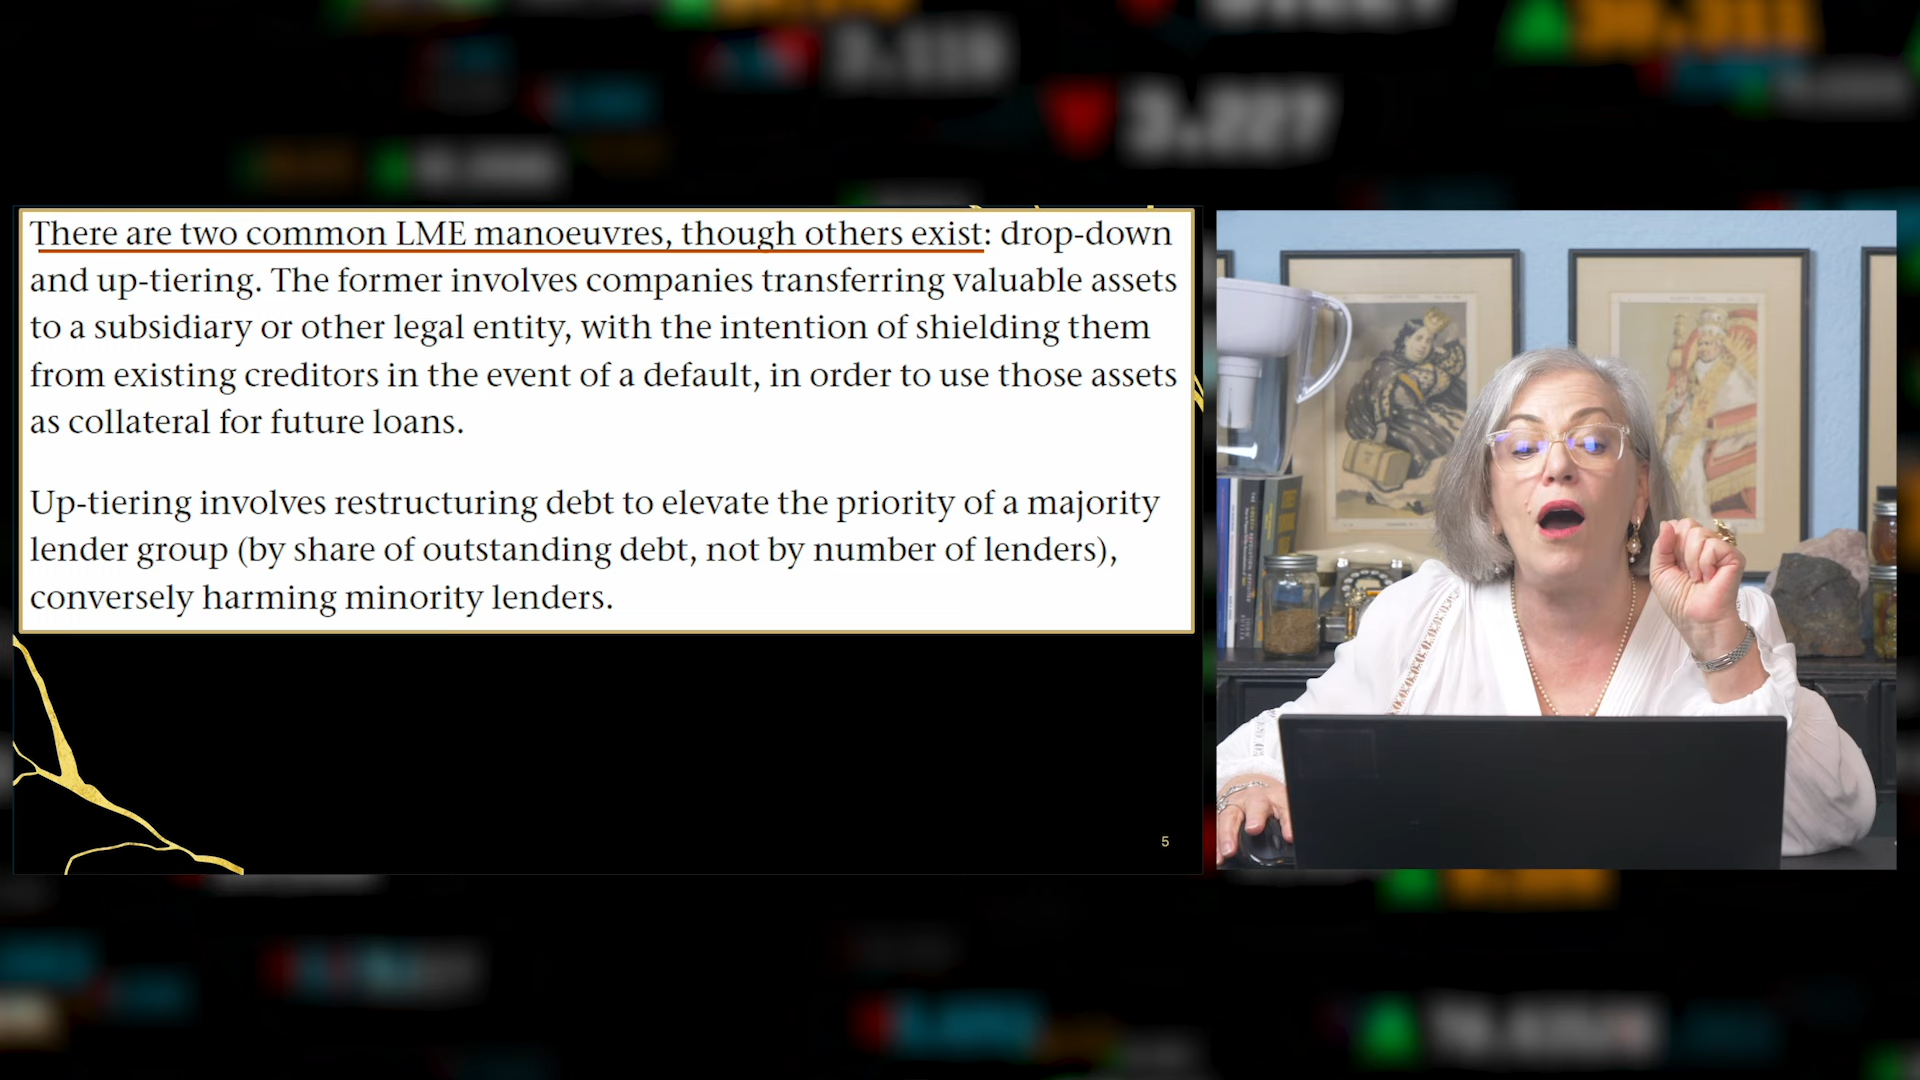 3.118
3.227
There are two common LME manoeuvres, though others exist: drop-down
and up-tiering. The former involves companies transferring valuable assets
to a subsidiary or other legal entity, with the intention of shielding them
from existing creditors in the event of a default, in order to use those assets
as collateral for future loans.
Up-tiering involves restructuring debt to elevate the priority of a majority
lender group (by share of outstanding debt, not by number of lenders),
conversely harming minority lenders.
5